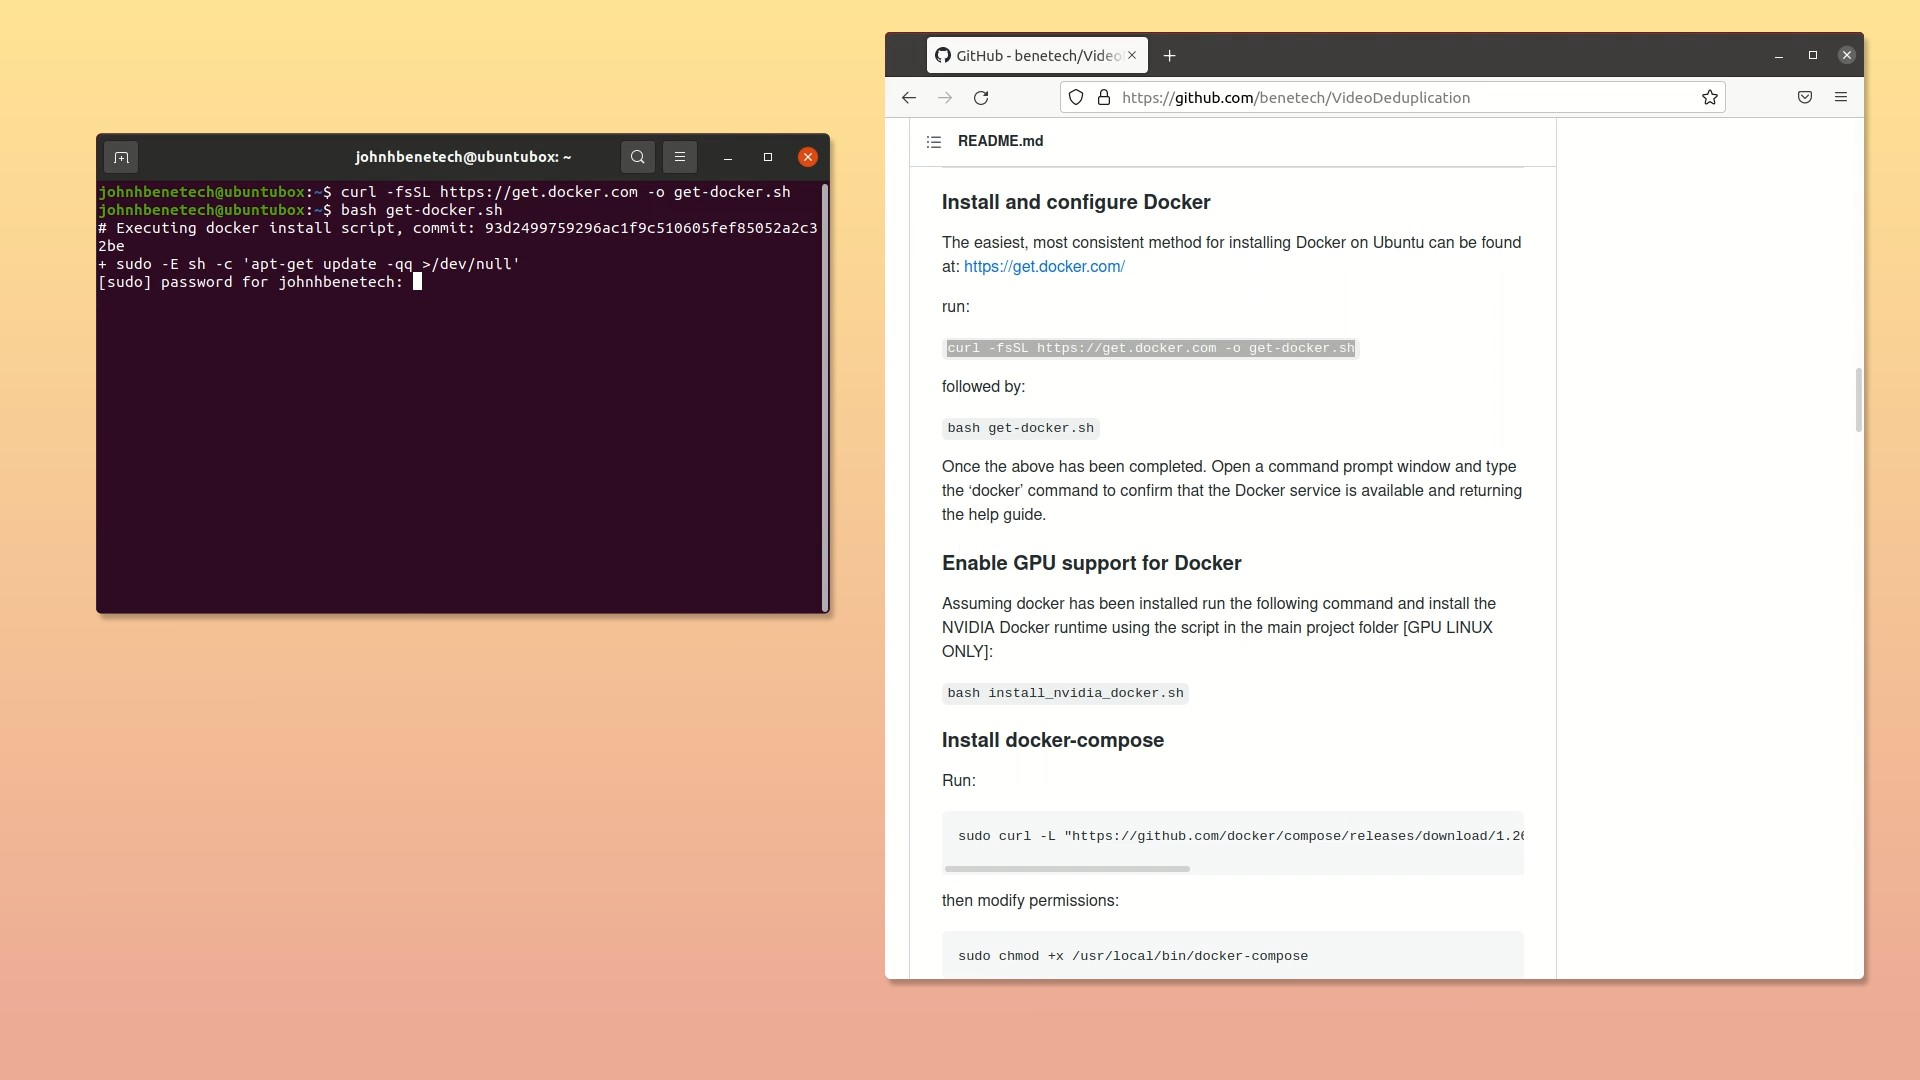 johnhbenetech@ubuntubox: ~
johnhbenetech@ubuntubox:~$ curl -fsSL https://get.docker.com -o get-docker.sh
johnhbenetech@ubuntubox:~$ bash get-docker.sh
# Executing docker install script, commit: 93d2499759296ac1f9c510605fef85052a2c3
2be
+ sudo -E sh -c 'apt-get update -qq >/dev/null'
[sudo] password for johnhbenetech:
GitHub - benetech/Video
https://github.com/benetech/VideoDeduplication
README.md
Install and configure Docker
The easiest, most consistent method for installing Docker on Ubuntu can be found
at: https://get.docker.com/
run:
curl -fsSL https://get.docker.com -o get-docker.sh
followed by:
bash get-docker.sh
Once the above has been completed. Open a command prompt window and type
the ‘docker’ command to confirm that the Docker service is available and returning
the help guide.
Enable GPU support for Docker
Assuming docker has been installed run the following command and install the
NVIDIA Docker runtime using the script in the main project folder [GPU LINUX
ONLY]:
bash install_nvidia_docker.sh
Install docker-compose
Run:
sudo curl -L "https://github.com/docker/compose/releases/download/1.26
then modify permissions:
sudo chmod +x /usr/local/bin/docker-compose